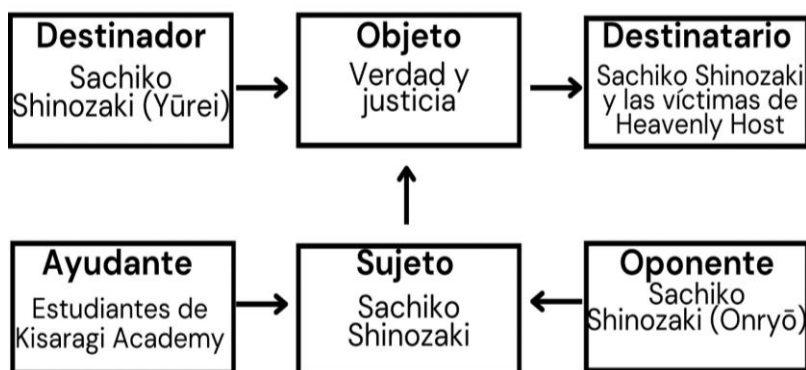 Destinador
Sachiko
Shinozaki (Yūrei)
Objeto
Verdad y
justicia
Destinatario
Sachiko Shinozaki
y las víctimas de
Heavenly Host
Ayudante
Estudiantes de
Kisaragi Academy
Sujeto
Sachiko
Shinozaki
Oponente
Sachiko
Shinozaki (Onryō)